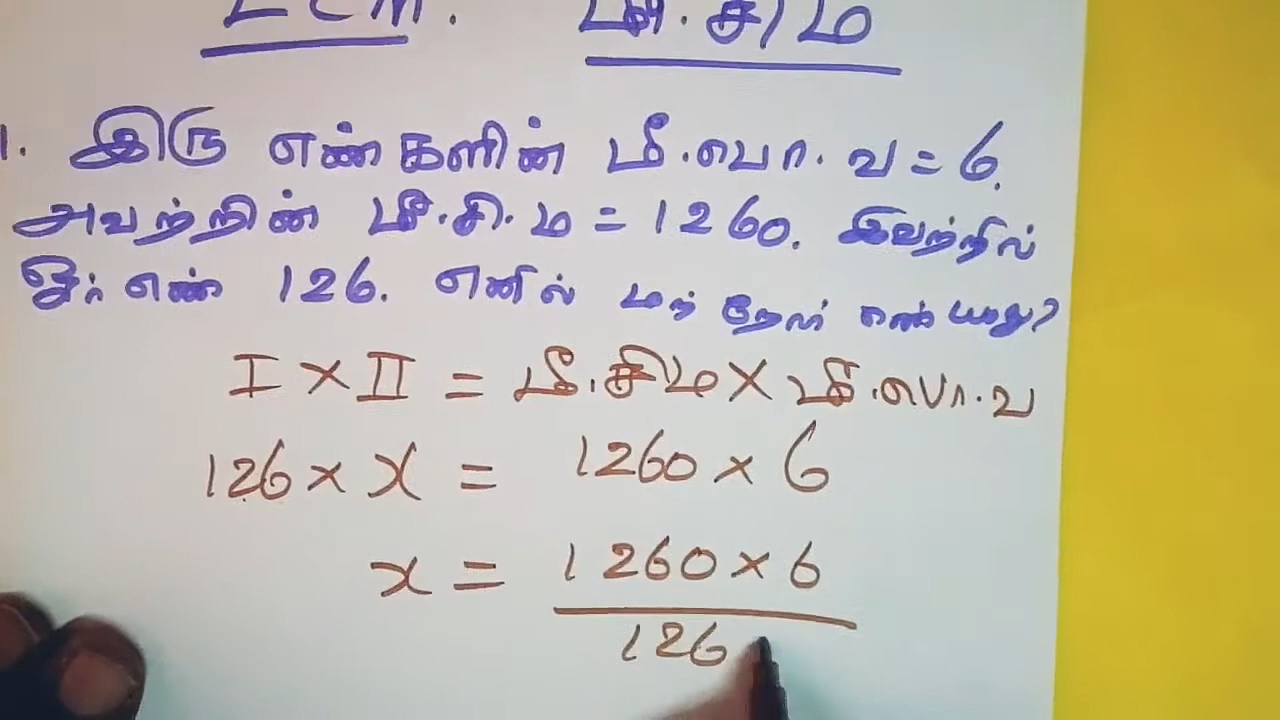 LCM. மீ.சி.ம
1. இரு எண்களின் மீ.பொ.வ = 6.
அவற்றின் மீ.சி.ம = 1260. இவற்றில்
ஓர் எண் 126. எனில் மற்றோர் எண் யாது?
I × II = மீ.சி.ம × மீ.பொ.வ
126 × x = 1260 × 6
x = 1260 × 6
126